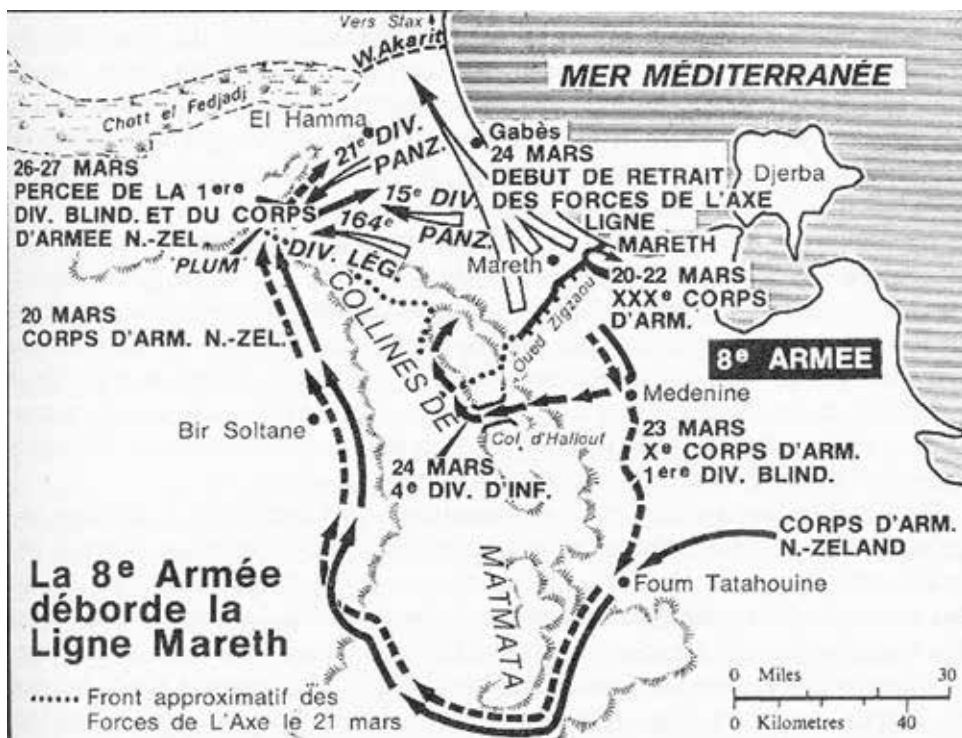 Vers Sfax
W. Akarit
MER MÉDITERRANÉE
Chott el Fedjadj
El Hamma
21e DIV.
PANZ.
Gabès
24 MARS
DEBUT DE RETRAIT
DES FORCES DE L'AXE
Djerba
26-27 MARS
PERCEE DE LA 1ere
DIV. BLIND. ET DU CORPS
D'ARMEE N.-ZEL.
'PLUM'
15e DIV.
PANZ.
164e
DIV. LÉG.
LIGNE
MARETH
Mareth
20-22 MARS
XXXe CORPS
D'ARM.
Oued Zigzaou
20 MARS
CORPS D'ARM. N.-ZEL.
COLLINES DE
MATMATA
8e ARMEE
Medenine
Bir Soltane
Col. d'Hallouf
24 MARS
4e DIV. D'INF.
23 MARS
Xe CORPS D'ARM.
1ère DIV. BLIND.
CORPS D'ARM.
N.-ZELAND
Foum Tatahouine
La 8e Armée
déborde la
Ligne Mareth
Front approximatif des
Forces de L'Axe le 21 mars
0 Miles 30
0 Kilometres 40